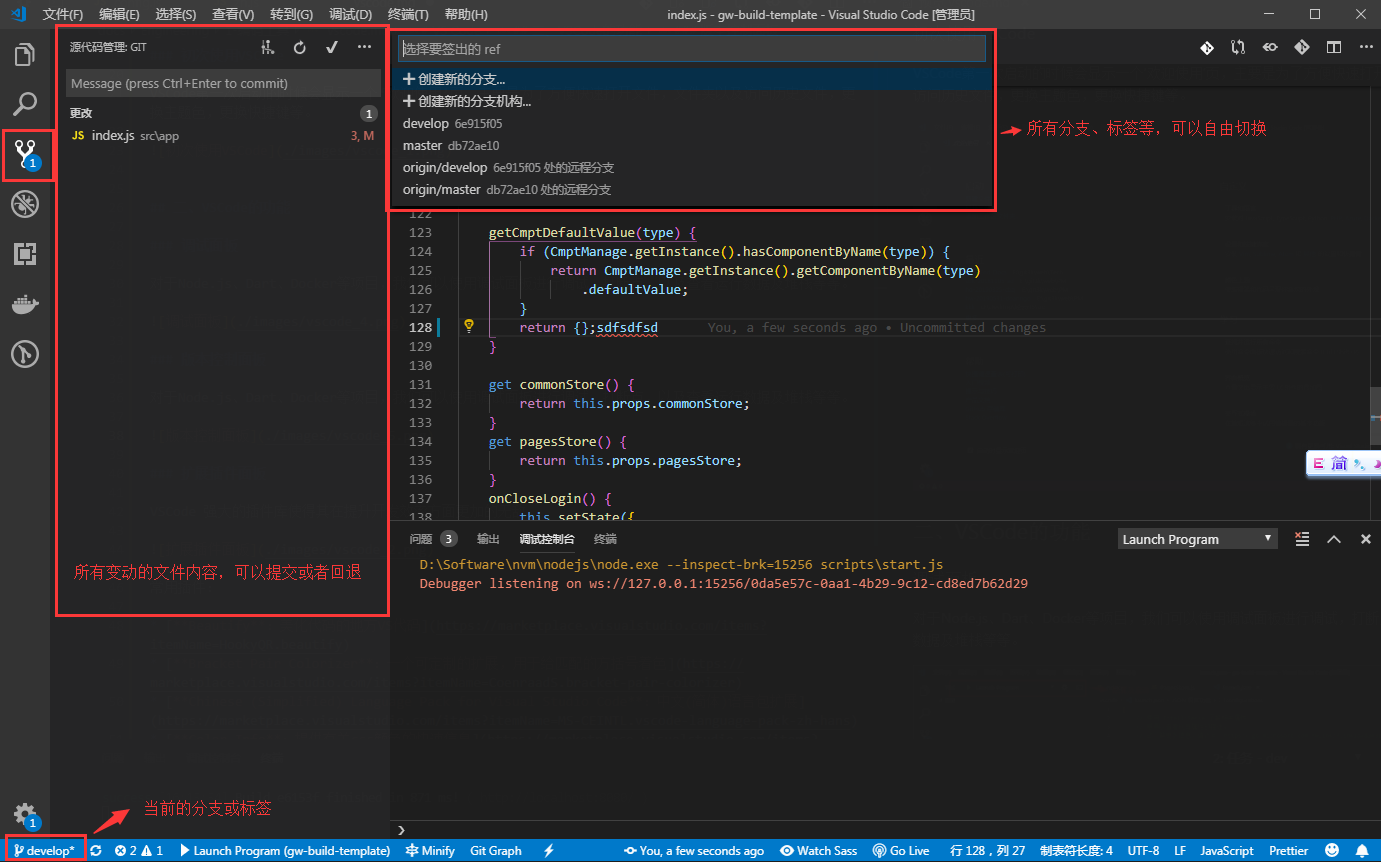 文件(F) 编辑(E) 选择(S) 查看(V) 转到(G) 调试(D) 终端(T) 帮助(H) index.js - gw-build-template - Visual Studio Code [管理员]
源代码管理: GIT
Message (press Ctrl+Enter to commit)
更改 1
JS index.js src\app 3, M
1
所有变动的文件内容，可以提交或者回退
选择要签出的 ref
创建新的分支...
创建新的分支机构...
develop 6e915f05
master db72ae10
origin/develop 6e915f05 处的远程分支
origin/master db72ae10 处的远程分支
所有分支、标签等，可以自由切换
122
123 getCmptDefaultValue(type) {
124 if (CmptManage.getInstance().hasComponentByName(type)) {
125 return CmptManage.getInstance().getComponentByName(type)
126 .defaultValue;
127 }
128 return {};sdfsdfsd You, a few seconds ago • Uncommitted changes
129 }
130
131 get commonStore() {
132 return this.props.commonStore;
133 }
134 get pagesStore() {
135 return this.props.pagesStore;
136 }
137 onCloseLogin() {
138 this.setState({
简
问题 3 输出 调试控制台 终端 Launch Program
D:\Software\nvm\nodejs\node.exe --inspect-brk=15256 scripts\start.js
Debugger listening on ws://127.0.0.1:15256/0da5e57c-0aa1-4b29-9c12-cd8ed7b62d29
当前的分支或标签
1
develop* 2 1 Launch Program (gw-build-template) Minify Git Graph You, a few seconds ago Watch Sass Go Live 行 128，列 27 制表符长度: 4 UTF-8 LF JavaScript Prettier